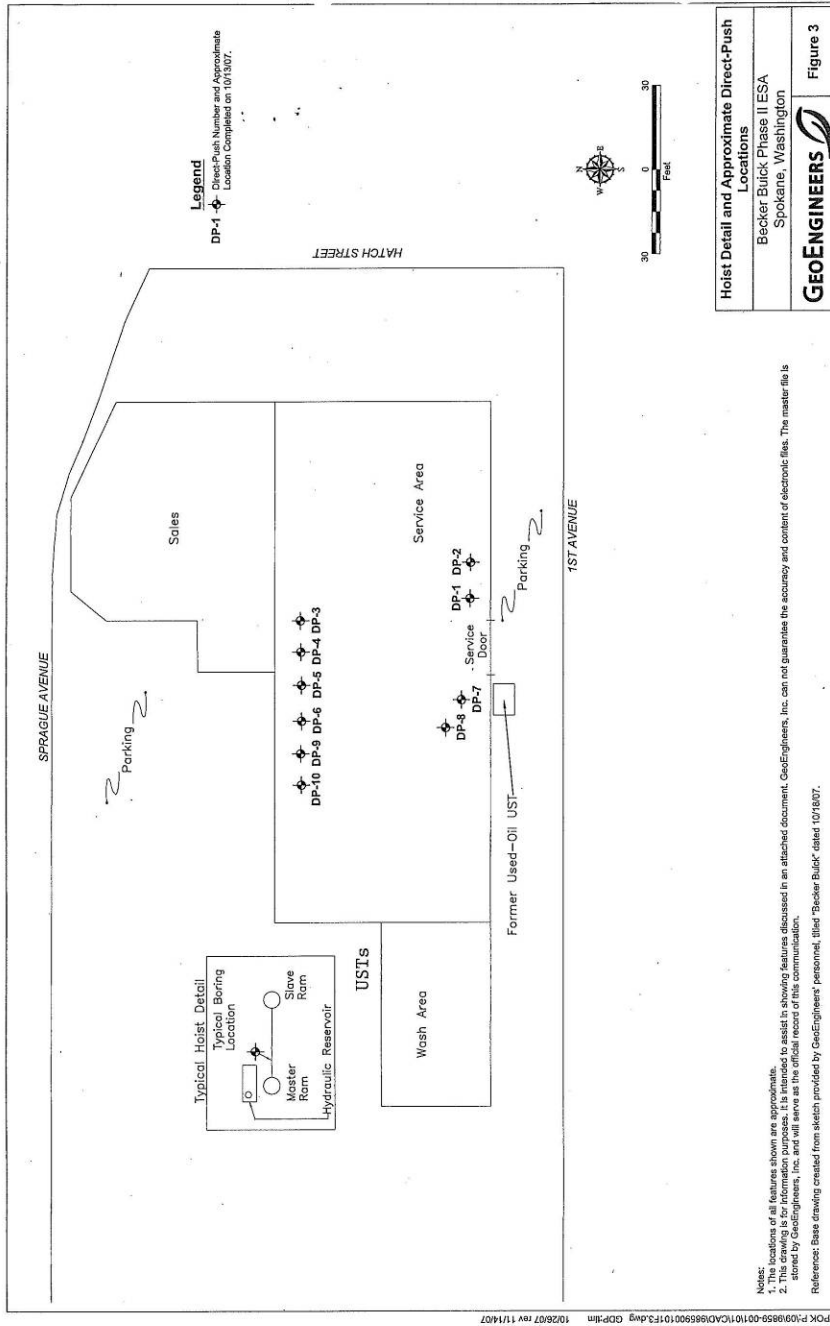 SPRAGUE AVENUE
HATCH STREET
1ST AVENUE
Parking
Sales
Typical Hoist Detail
Typical Boring
Location
Master
Ram
Slave
Ram
Hydraulic Reservoir
USTs
Wash Area
DP-10
DP-9
DP-6
DP-5
DP-4
DP-3
Service Area
DP-8
DP-7
DP-1
DP-2
Service
Door
Former Used-Oil UST
Parking
Legend
DP-1 Direct-Push Number and Approximate
Location Completed on 10/13/07.
N
W
E
S
30 0 30
Feet
Notes:
1. The locations of all features shown are approximate.
2. This drawing is for information purposes. It is intended to assist in showing features discussed in an attached document. GeoEngineers, Inc. can not guarantee the accuracy and content of electronic files. The master file is
stored by GeoEngineers, Inc. and will serve as the official record of this communication.
Reference: Base drawing created from sketch provided by GeoEngineers' personnel, titled "Becker Buick" dated 10/18/07.
Hoist Detail and Approximate Direct-Push
Locations
Becker Buick Phase II ESA
Spokane, Washington
GEOENGINEERS
Figure 3
10/26/07 rev 11/14/07